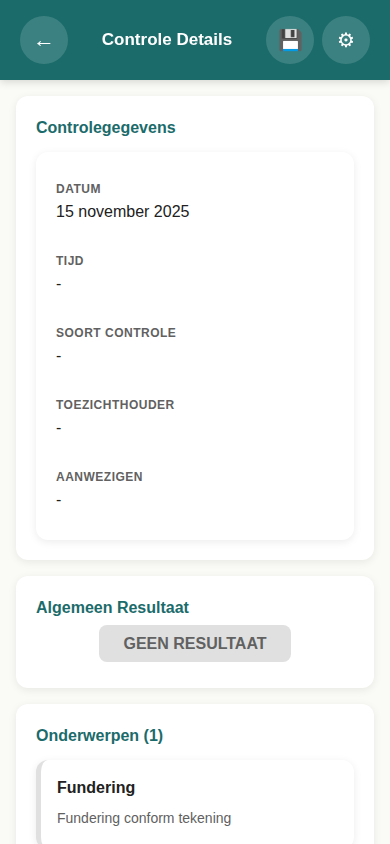 Controle Details
Controlegegevens
DATUM
15 november 2025
TIJD
-
SOORT CONTROLE
-
TOEZICHTHOUDER
-
AANWEZIGEN
-
Algemeen Resultaat
GEEN RESULTAAT
Onderwerpen (1)
Fundering
Fundering conform tekening